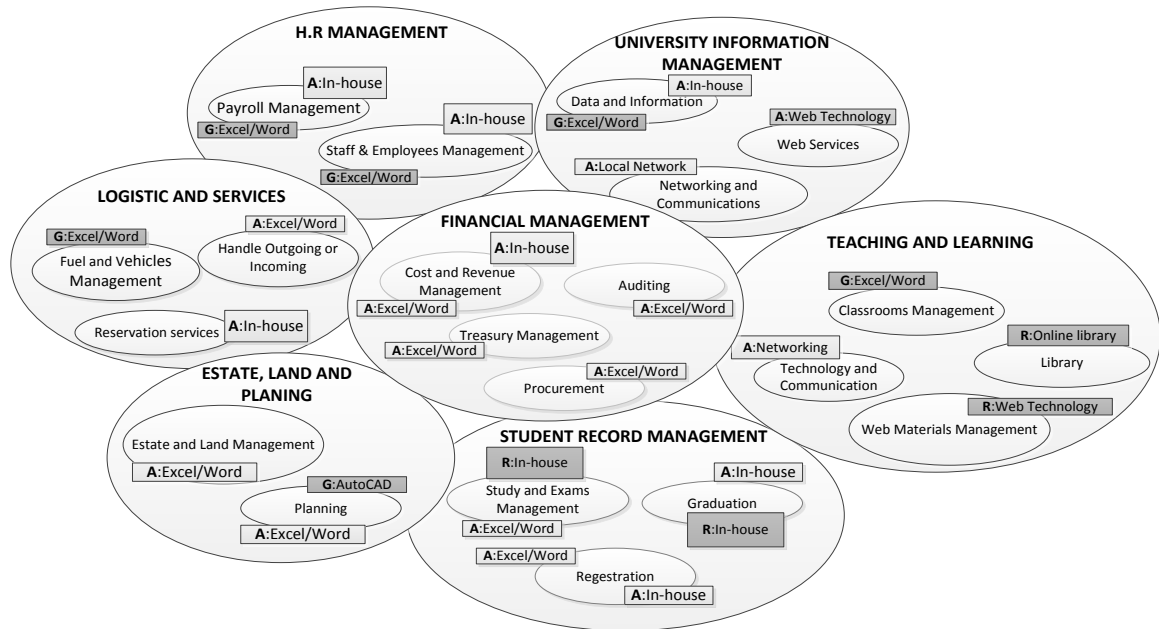 H.R MANAGEMENT
A:In-house
Payroll Management
G:Excel/Word
A:In-house
Staff & Employees Management
G:Excel/Word
UNIVERSITY INFORMATION
MANAGEMENT
A:In-house
Data and Information
G:Excel/Word
A:Web Technology
Web Services
A:Local Network
Networking and
Communications
LOGISTIC AND SERVICES
G:Excel/Word
Fuel and Vehicles
Management
A:Excel/Word
Handle Outgoing or
Incoming
Reservation services
A:In-house
FINANCIAL MANAGEMENT
A:In-house
Cost and Revenue
Management
A:Excel/Word
Auditing
A:Excel/Word
Treasury Management
A:Excel/Word
A:Excel/Word
Procurement
TEACHING AND LEARNING
G:Excel/Word
Classrooms Management
R:Online library
Library
A:Networking
Technology and
Communication
R:Web Technology
Web Materials Management
ESTATE, LAND AND
PLANING
Estate and Land Management
A:Excel/Word
G:AutoCAD
Planning
A:Excel/Word
STUDENT RECORD MANAGEMENT
R:In-house
Study and Exams
Management
A:Excel/Word
A:In-house
Graduation
R:In-house
A:Excel/Word
Regestration
A:In-house